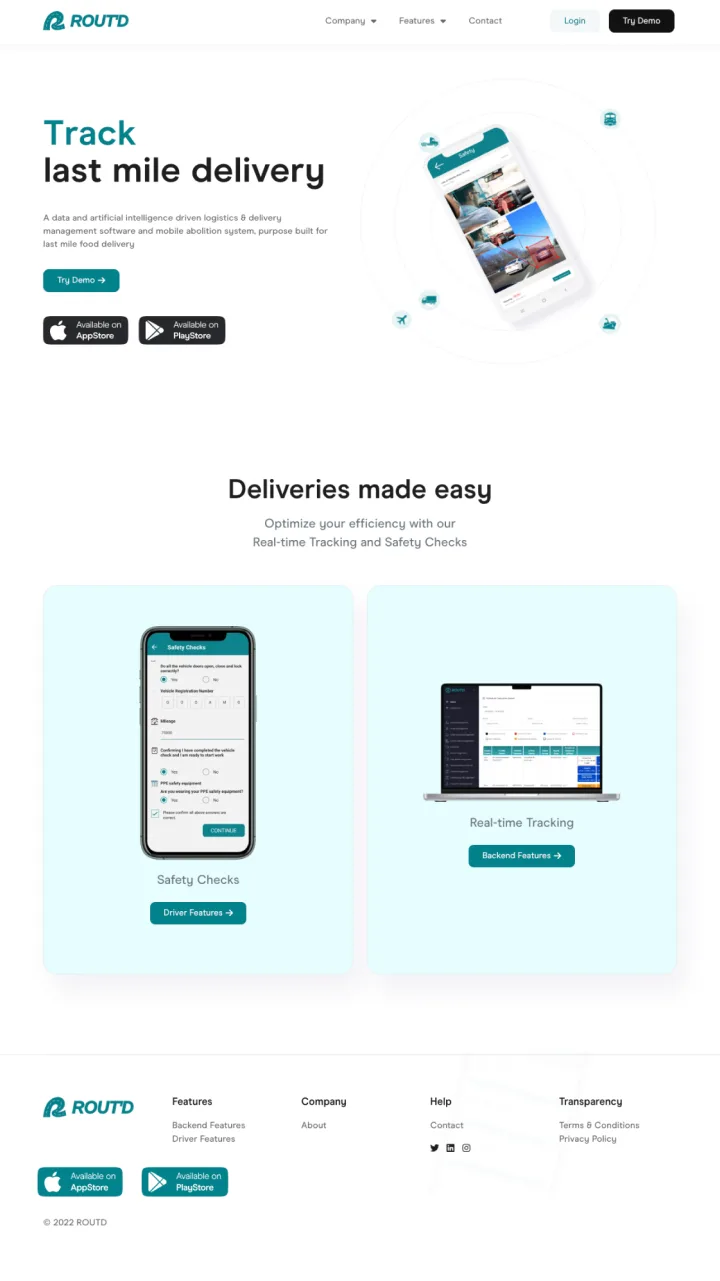 ROUT'D
Company
Features
Contact
Login
Try Demo
Track
last mile delivery
A data and artificial intelligence driven logistics & delivery
management software and mobile abolition system, purpose built for
last mile food delivery
Try Demo →
Available on
AppStore
Available on
PlayStore
Safety
Deliveries made easy
Optimize your efficiency with our
Real-time Tracking and Safety Checks
Safety Checks
Do all the vehicle doors open, close and lock
correctly?
Yes
No
Vehicle Registration Number
Mileage
Confirming I have completed the vehicle
check and I am ready to start work
Yes
No
PPE safety equipment
Are you wearing your PPE safety equipment?
Yes
No
Please confirm all above answers are
correct.
CONTINUE
Safety Checks
Driver Features →
ROUT'D
Real-time Tracking
Backend Features →
ROUT'D
Features
Backend Features
Driver Features
Company
About
Help
Contact
Transparency
Terms & Conditions
Privacy Policy
Available on
AppStore
Available on
PlayStore
© 2022 ROUTD